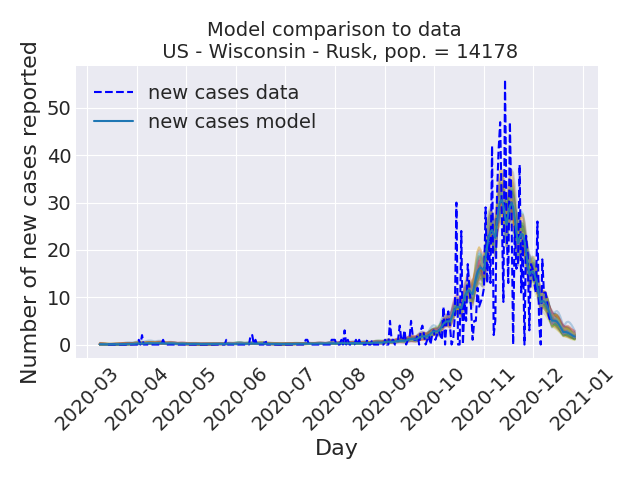 Model comparison to data
US - Wisconsin - Rusk, pop. = 14178
new cases data
new cases model
Number of new cases reported
50
40
30
20
10
0
2020-03
2020-04
2020-05
2020-06
2020-07
2020-08
2020-09
2020-10
2020-11
2020-12
2021-01
Day